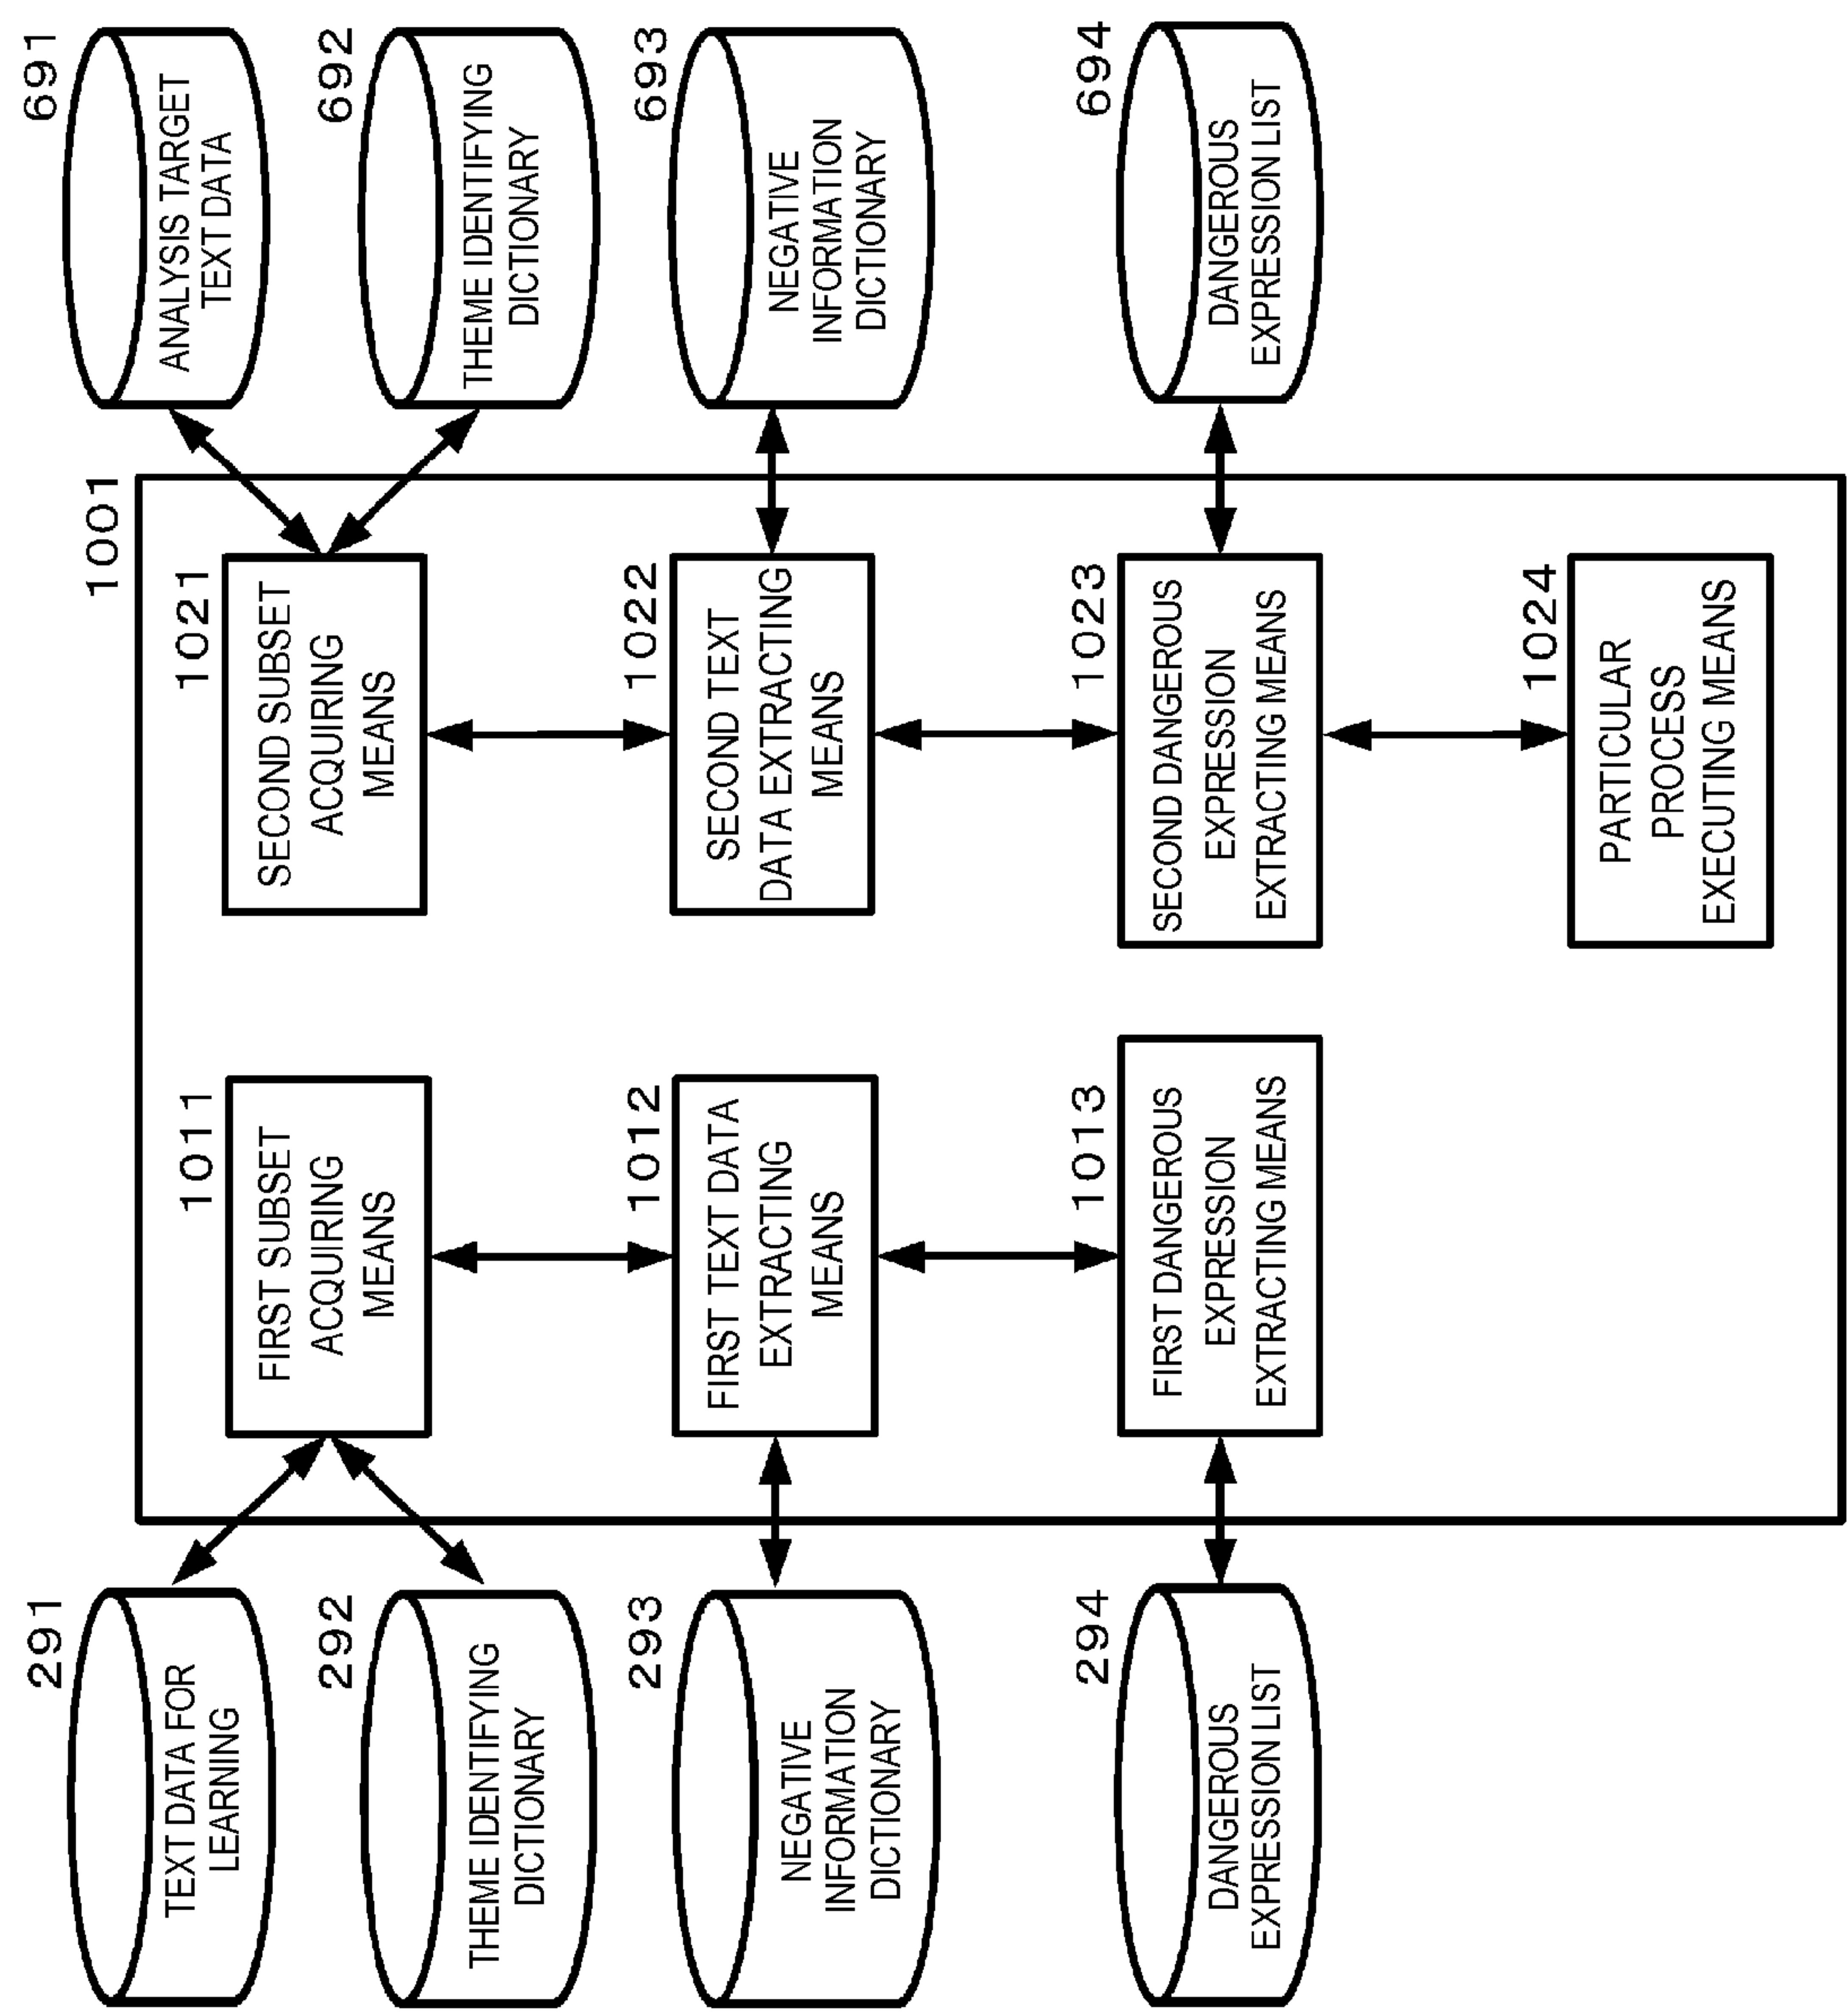 1001
291
TEXT DATA FOR
LEARNING
292
THEME IDENTIFYING
DICTIONARY
293
NEGATIVE
INFORMATION
DICTIONARY
294
DANGEROUS
EXPRESSION LIST
1011
FIRST SUBSET
ACQUIRING
MEANS
1012
FIRST TEXT DATA
EXTRACTING
MEANS
1013
FIRST DANGEROUS
EXPRESSION
EXTRACTING MEANS
1021
SECOND SUBSET
ACQUIRING
MEANS
1022
SECOND TEXT
DATA EXTRACTING
MEANS
1023
SECOND DANGEROUS
EXPRESSION
EXTRACTING MEANS
1024
PARTICULAR
PROCESS
EXECUTING MEANS
691
ANALYSIS TARGET
TEXT DATA
692
THEME IDENTIFYING
DICTIONARY
693
NEGATIVE
INFORMATION
DICTIONARY
694
DANGEROUS
EXPRESSION LIST